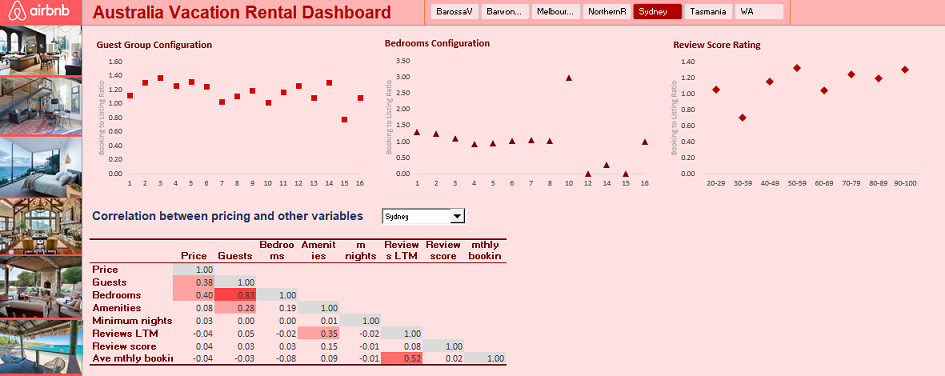 airbnb
Australia Vacation Rental Dashboard
BarossaV Barwon... Melbour... NorthernR Sydney Tasmania WA
Guest Group Configuration
Booking to Listing Ratio
1.60
1.40
1.20
1.00
0.80
0.60
0.40
0.20
0.00
1 2 3 4 5 6 7 8 9 10 11 12 13 14 15 16
Bedrooms Configuration
Booking to Listing Ratio
3.50
3.00
2.50
2.00
1.50
1.00
0.50
0.00
1 2 3 4 5 6 7 8 10 12 14 15 16
Review Score Rating
Booking to Listing Ratio
1.40
1.20
1.00
0.80
0.60
0.40
0.20
0.00
20-29 30-39 40-49 50-59 60-69 70-79 80-89 90-100
Correlation between pricing and other variables
Sydney
Price Guests Bedroo ms Amenit ies m nights Review s LTM Review score mthly bookin
Price 1.00
Guests 0.38 1.00
Bedrooms 0.40 0.83 1.00
Amenities 0.08 0.28 0.19 1.00
Minimum nights 0.03 0.00 0.00 0.01 1.00
Reviews LTM -0.04 0.05 -0.02 0.35 -0.02 1.00
Review score 0.04 0.03 0.03 0.15 -0.01 0.08 1.00
Ave mthly bookin -0.04 -0.03 -0.08 0.09 -0.01 0.52 0.02 1.00